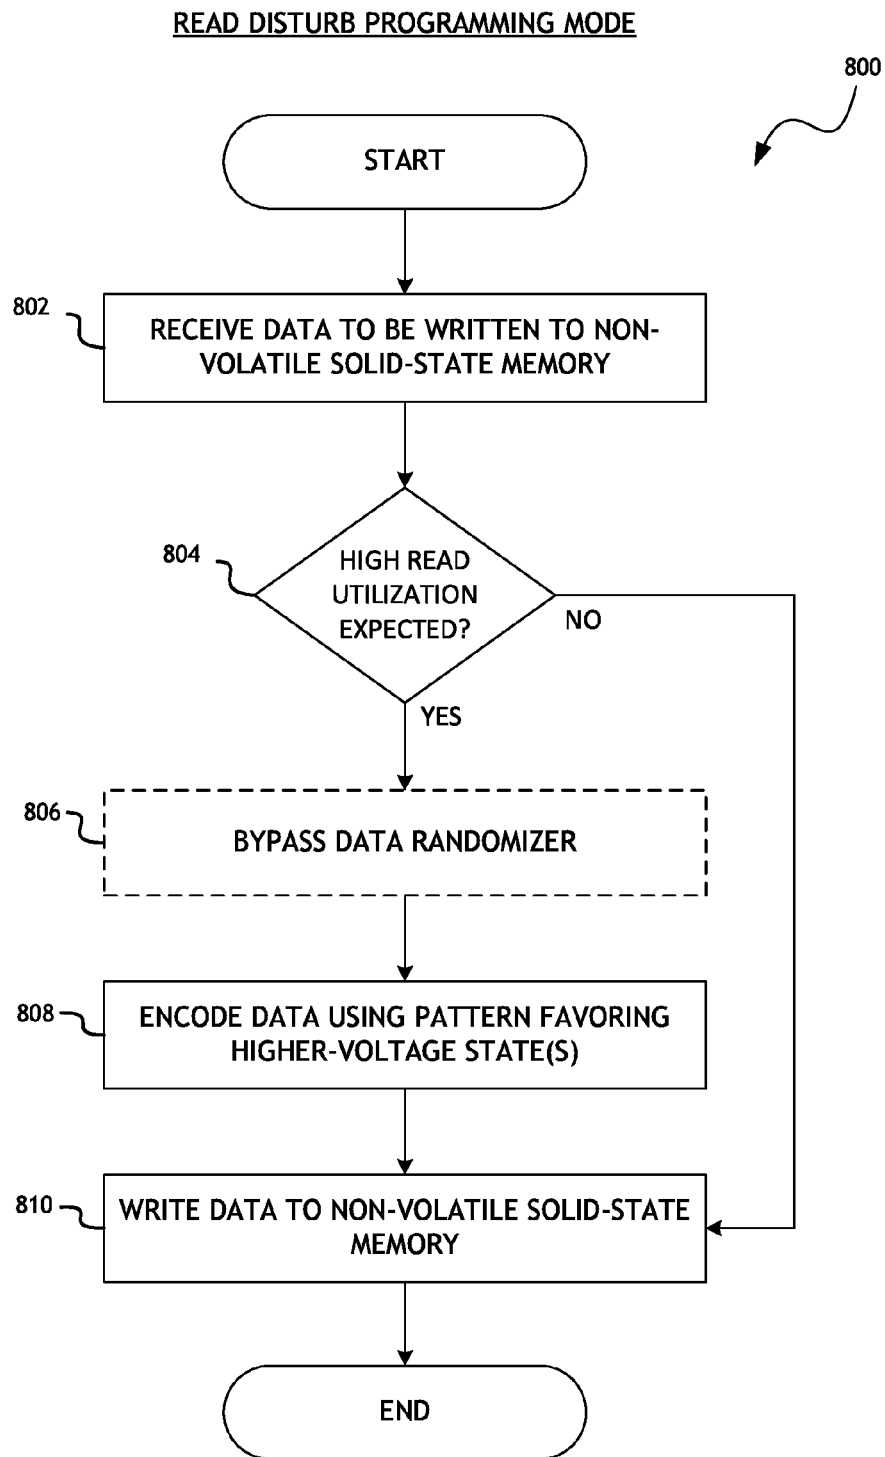 READ DISTURB PROGRAMMING MODE
800
START
802
RECEIVE DATA TO BE WRITTEN TO NON-
VOLATILE SOLID-STATE MEMORY
804
HIGH READ
UTILIZATION
EXPECTED?
NO
YES
806
BYPASS DATA RANDOMIZER
808
ENCODE DATA USING PATTERN FAVORING
HIGHER-VOLTAGE STATE(S)
810
WRITE DATA TO NON-VOLATILE SOLID-STATE
MEMORY
END